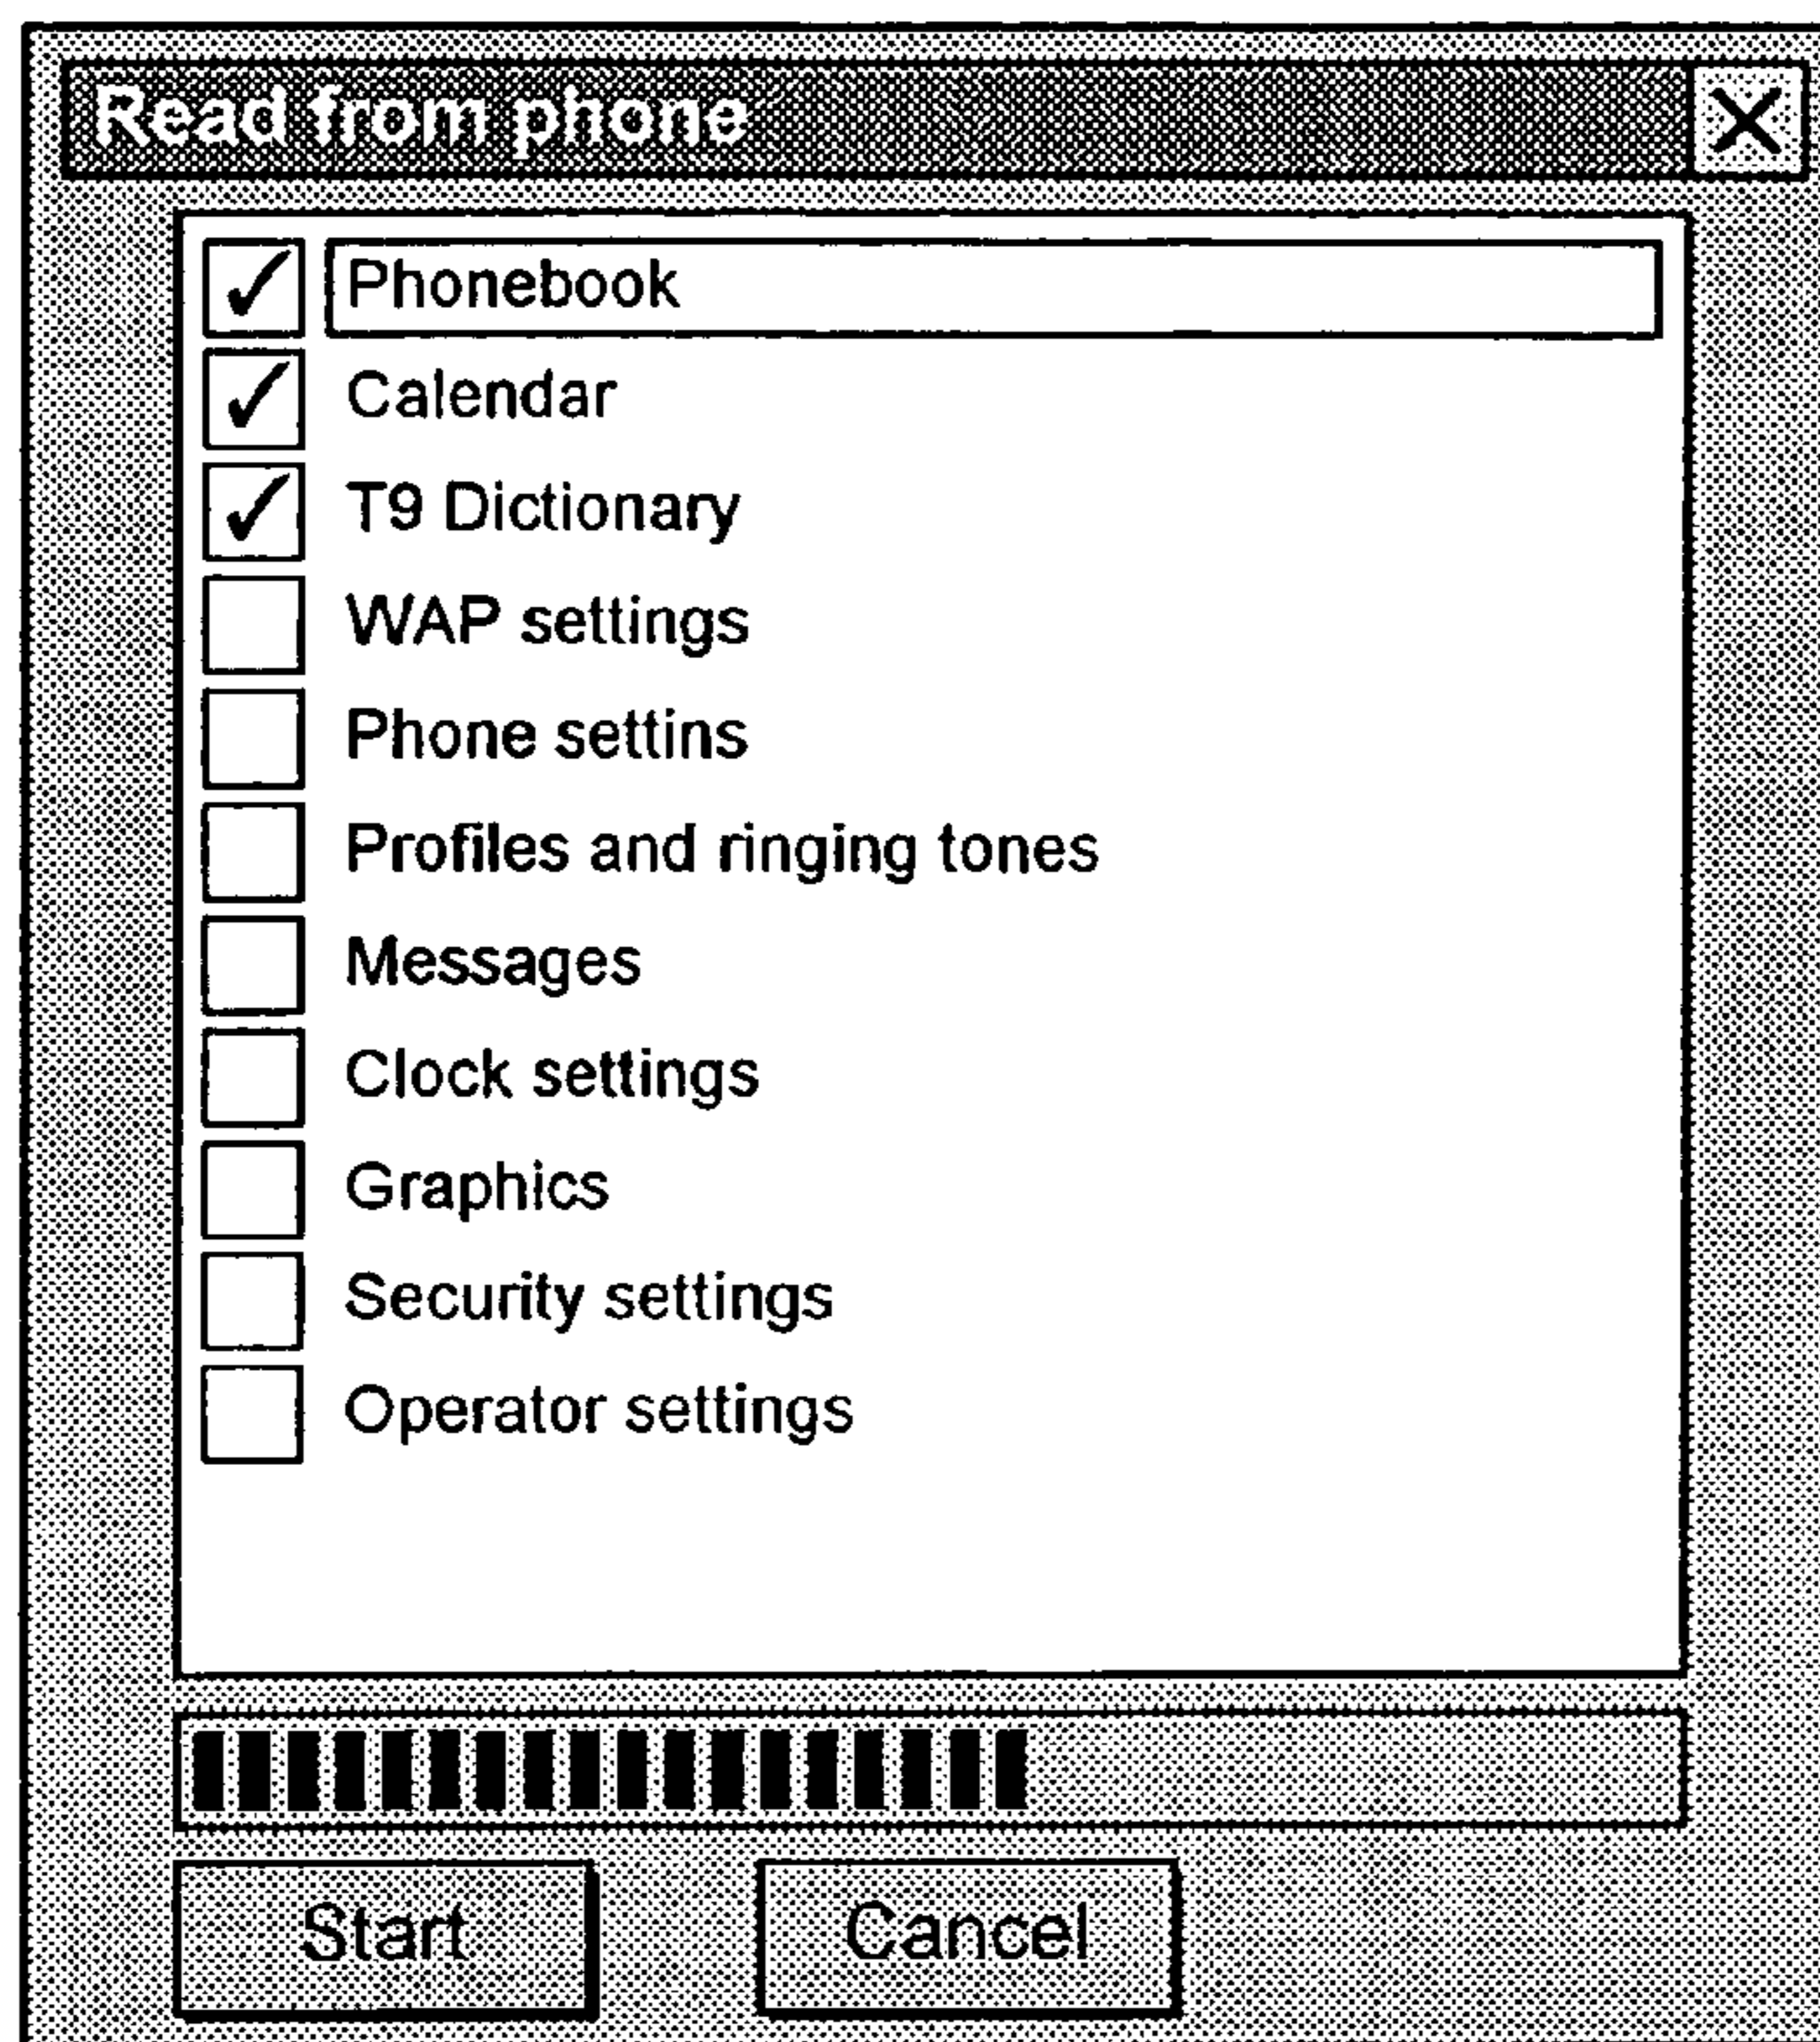 Read from phone
Phonebook
Calendar
T9 Dictionary
WAP settings
Phone settins
Profiles and ringing tones
Messages
Clock settings
Graphics
Security settings
Operator settings
Start Cancel